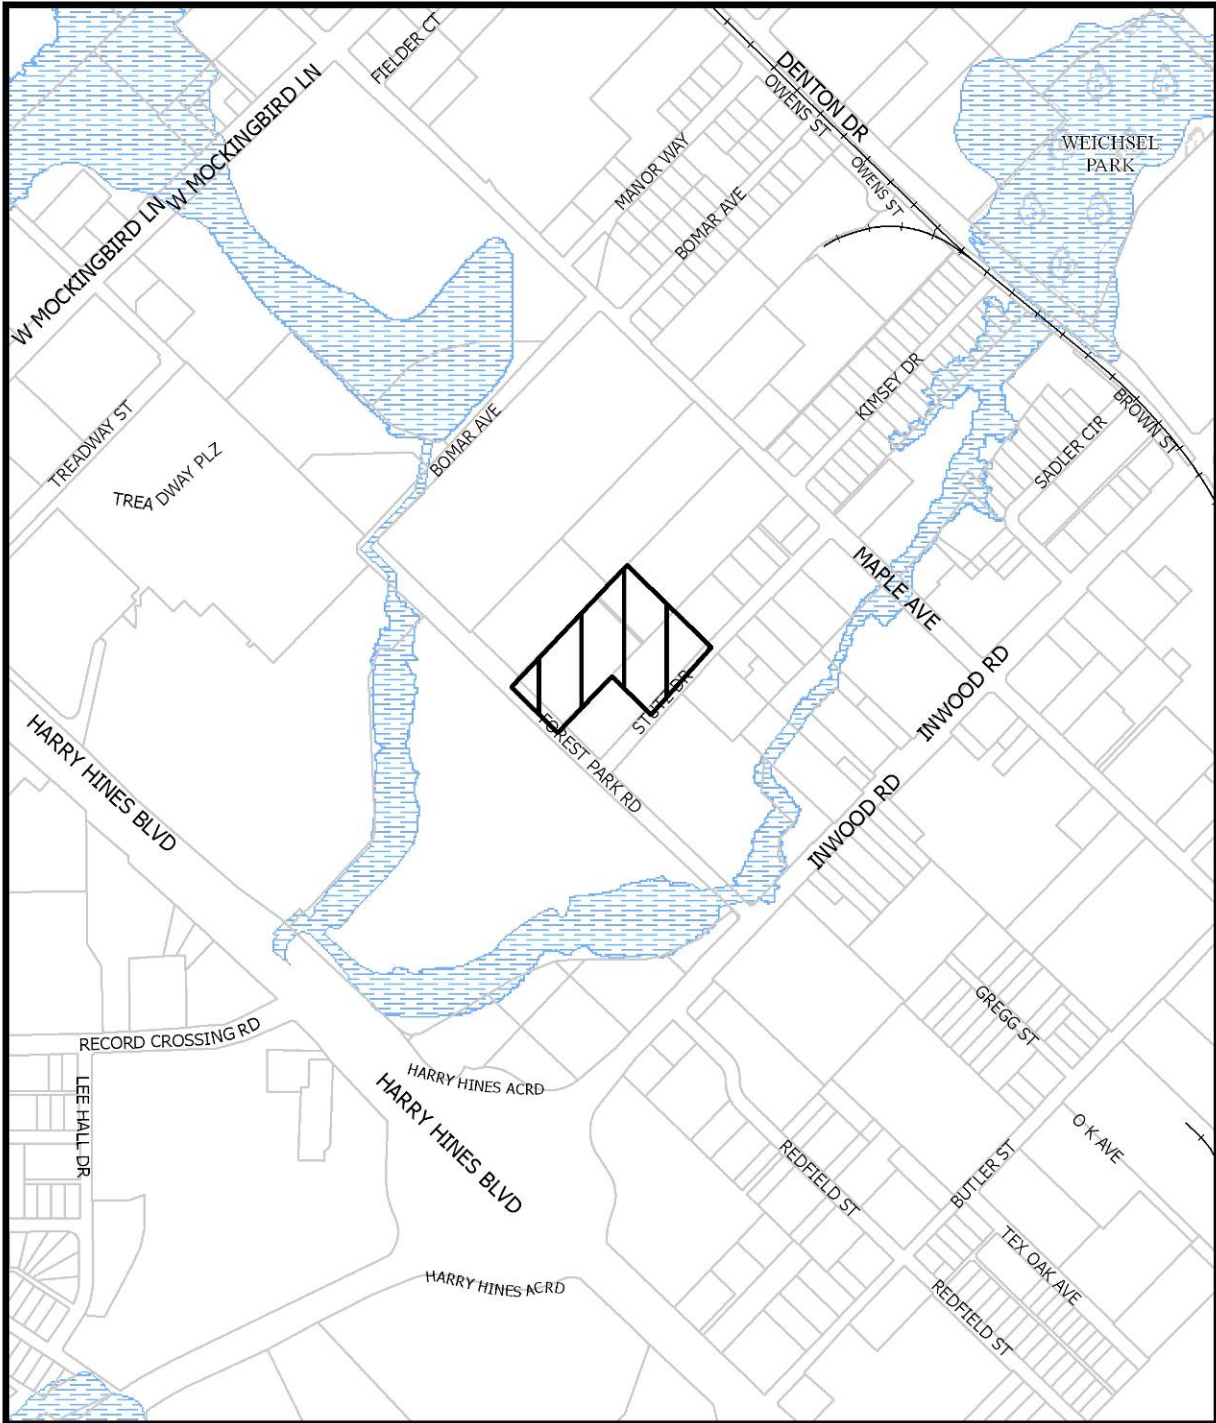 FIELDER CT
W MOCKINGBIRD LN
W MOCKINGBIRD LN
DENTON DR
OWENS ST
OWENS ST
WEICHSEL
PARK
MANOR WAY
BOMAR AVE
KIMSEY DR
BROWN ST
SADLER CIR
TREADWAY ST
TREADWAY PLZ
BOMAR AVE
MAPLE AVE
INWOOD RD
STUTZ DR
FOREST PARK RD
HARRY HINES BLVD
INWOOD RD
GREGG ST
RECORD CROSSING RD
LEE HALL DR
HARRY HINES ACRD
HARRY HINES BLVD
O K AVE
REDFIELD ST
BUTLER ST
TEX OAK AVE
HARRY HINES ACRD
REDFIELD ST